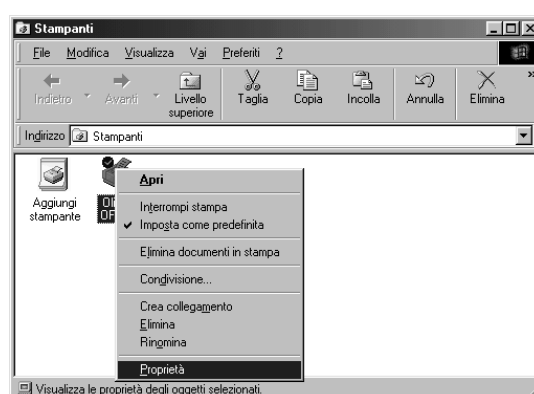 Stampanti
File Modifica Visualizza Vai Preferiti ?
Indietro Avanti Livello superiore Taglia Copia Incolla Annulla Elimina »
Indirizzo Stampanti
Aggiungi stampante
Apri
Interrompi stampa
Imposta come predefinita
Elimina documenti in stampa
Condivisione...
Crea collegamento
Elimina
Rinomina
Proprietà
Visualizza le proprietà degli oggetti selezionati.